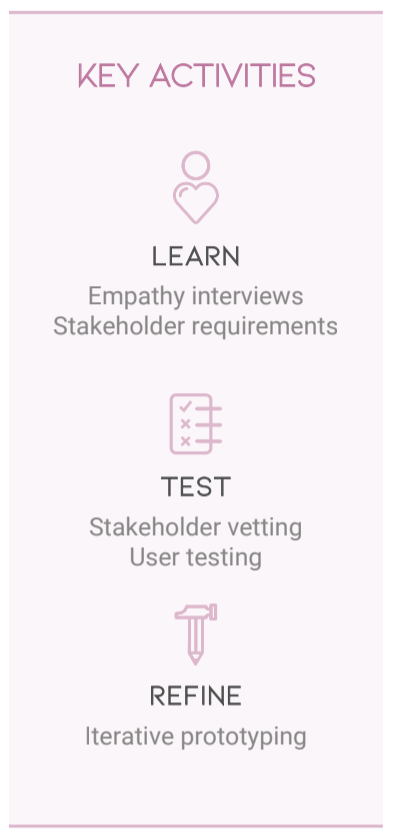 KEY ACTIVITIES
LEARN
Empathy interviews
Stakeholder requirements
TEST
Stakeholder vetting
User testing
REFINE
Iterative prototyping